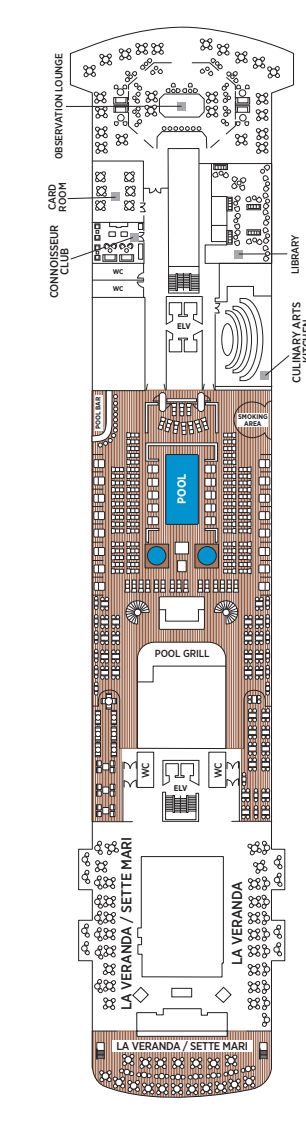 OBSERVATION LOUNGE
CARD
ROOM
CONNOISSEUR
CLUB
WC
WC
LIBRARY
ELV
CULINARY ARTS
KITCHEN
POOL BAR
SMOKING
AREA
POOL
POOL GRILL
WC
ELV
WC
LA VERANDA / SETTE MARI
LA VERANDA
LA VERANDA / SETTE MARI